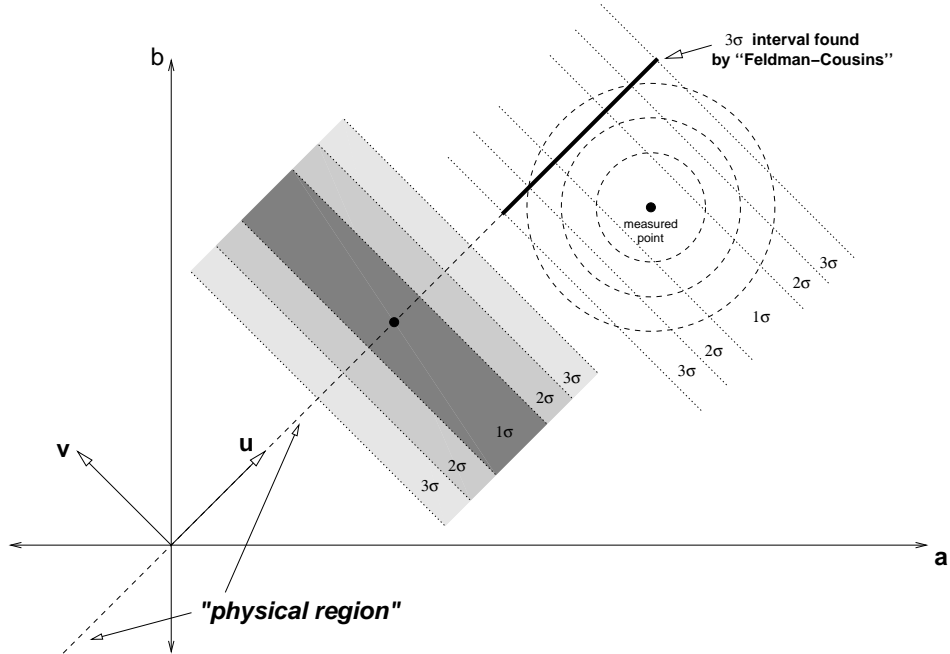 b
3σ interval found
by “Feldman−Cousins”
measured
point
3σ
2σ
1σ
2σ
3σ
3σ
2σ
1σ
2σ
3σ
v
u
a
"physical region"